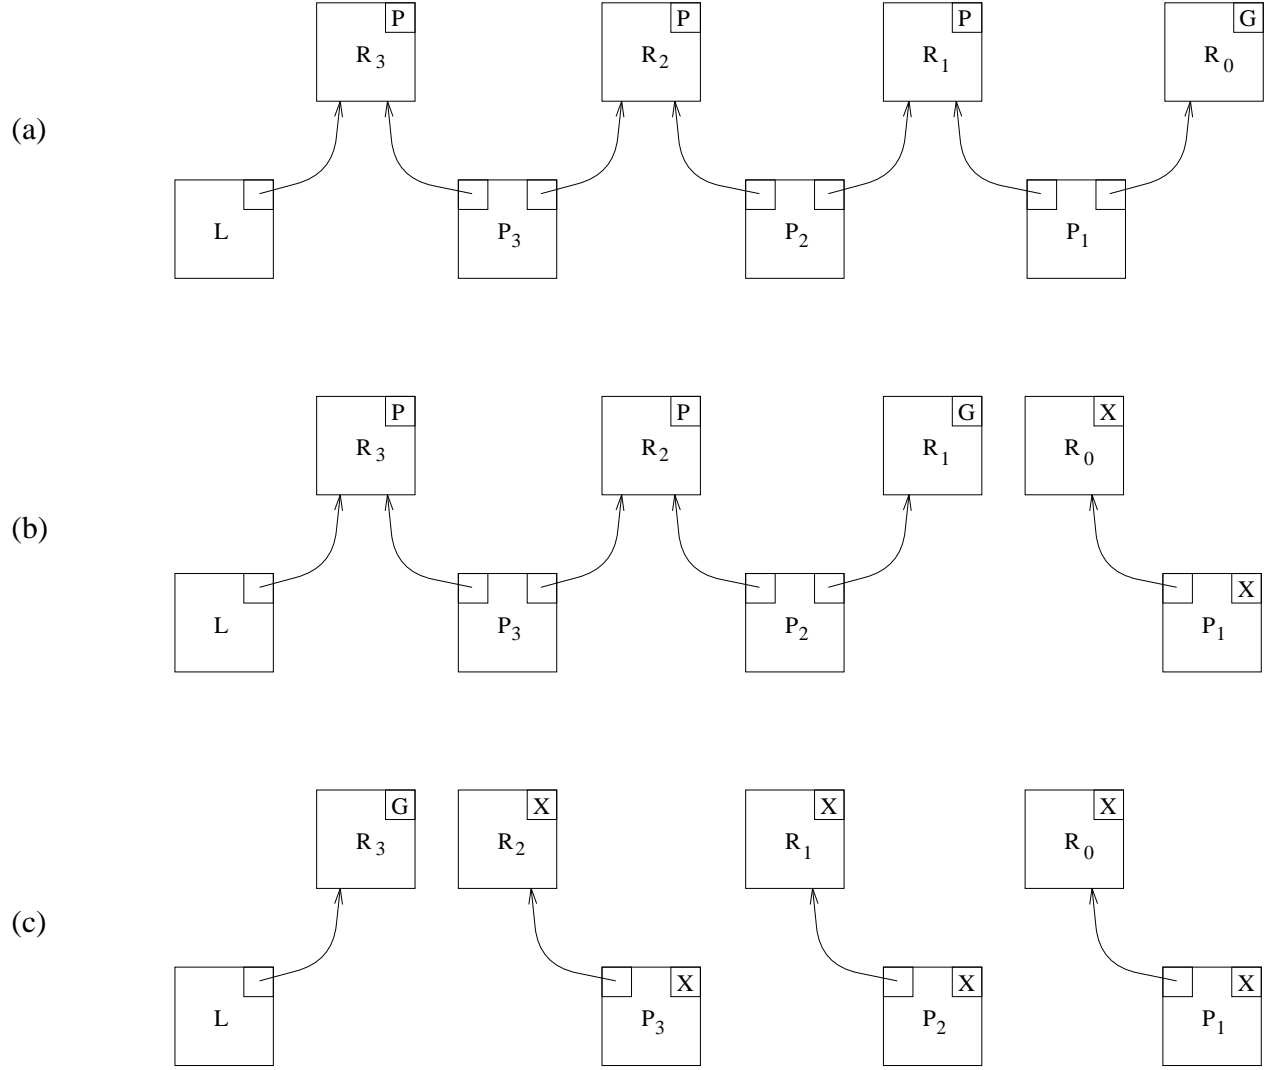 P P P G
R3 R2 R1 R0
(a)
L P3 P2 P1
P P G X
R3 R2 R1 R0
(b)
X
L P3 P2 P1
G X X X
R3 R2 R1 R0
(c)
X X X
L P3 P2 P1